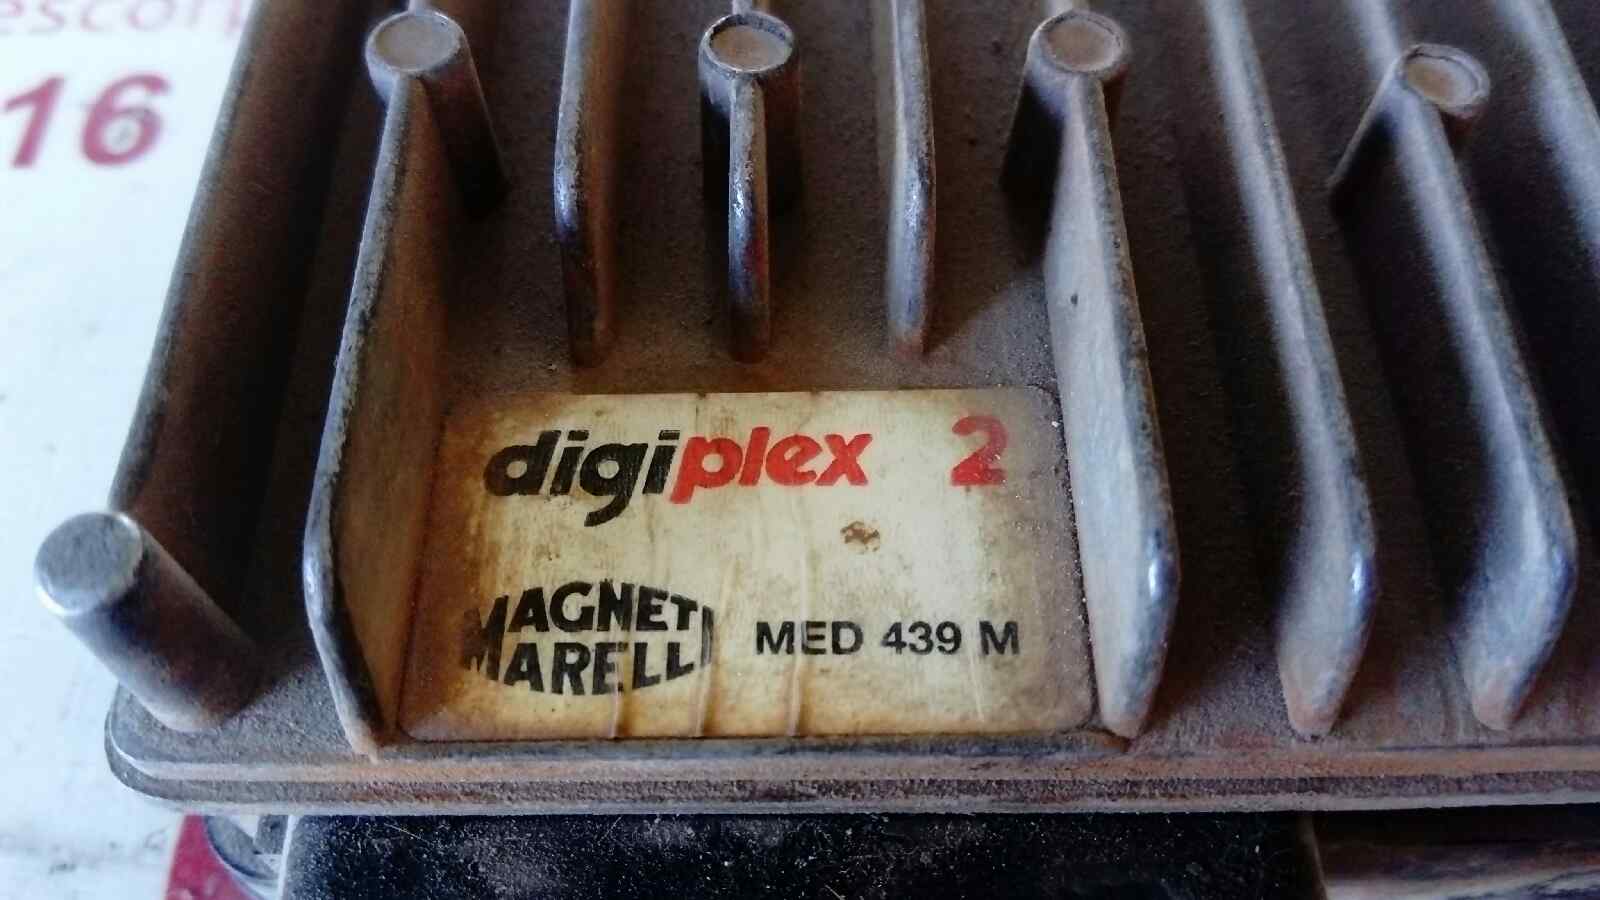 16
digiplex 2
MAGNETI
MARELLI
MED 439 M